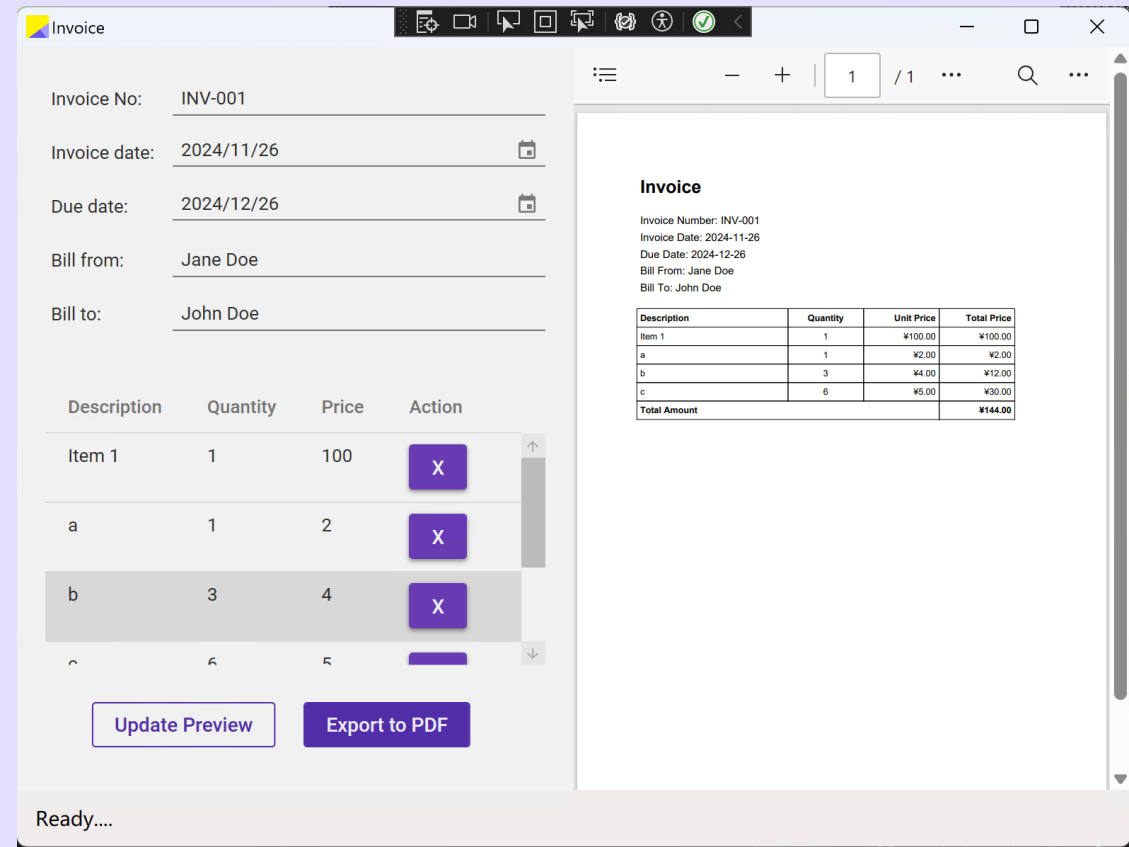 Invoice
Invoice No: INV-001
Invoice date: 2024/11/26
Due date: 2024/12/26
Bill from: Jane Doe
Bill to: John Doe
Description Quantity Price Action
Item 1 1 100 X
a 1 2 X
b 3 4 X
c 6 5
Update Preview Export to PDF
Ready....
1 / 1
Invoice
Invoice Number: INV-001
Invoice Date: 2024-11-26
Due Date: 2024-12-26
Bill From: Jane Doe
Bill To: John Doe
Description Quantity Unit Price Total Price
Item 1 1 ¥100.00 ¥100.00
a 1 ¥2.00 ¥2.00
b 3 ¥4.00 ¥12.00
c 6 ¥5.00 ¥30.00
Total Amount ¥144.00